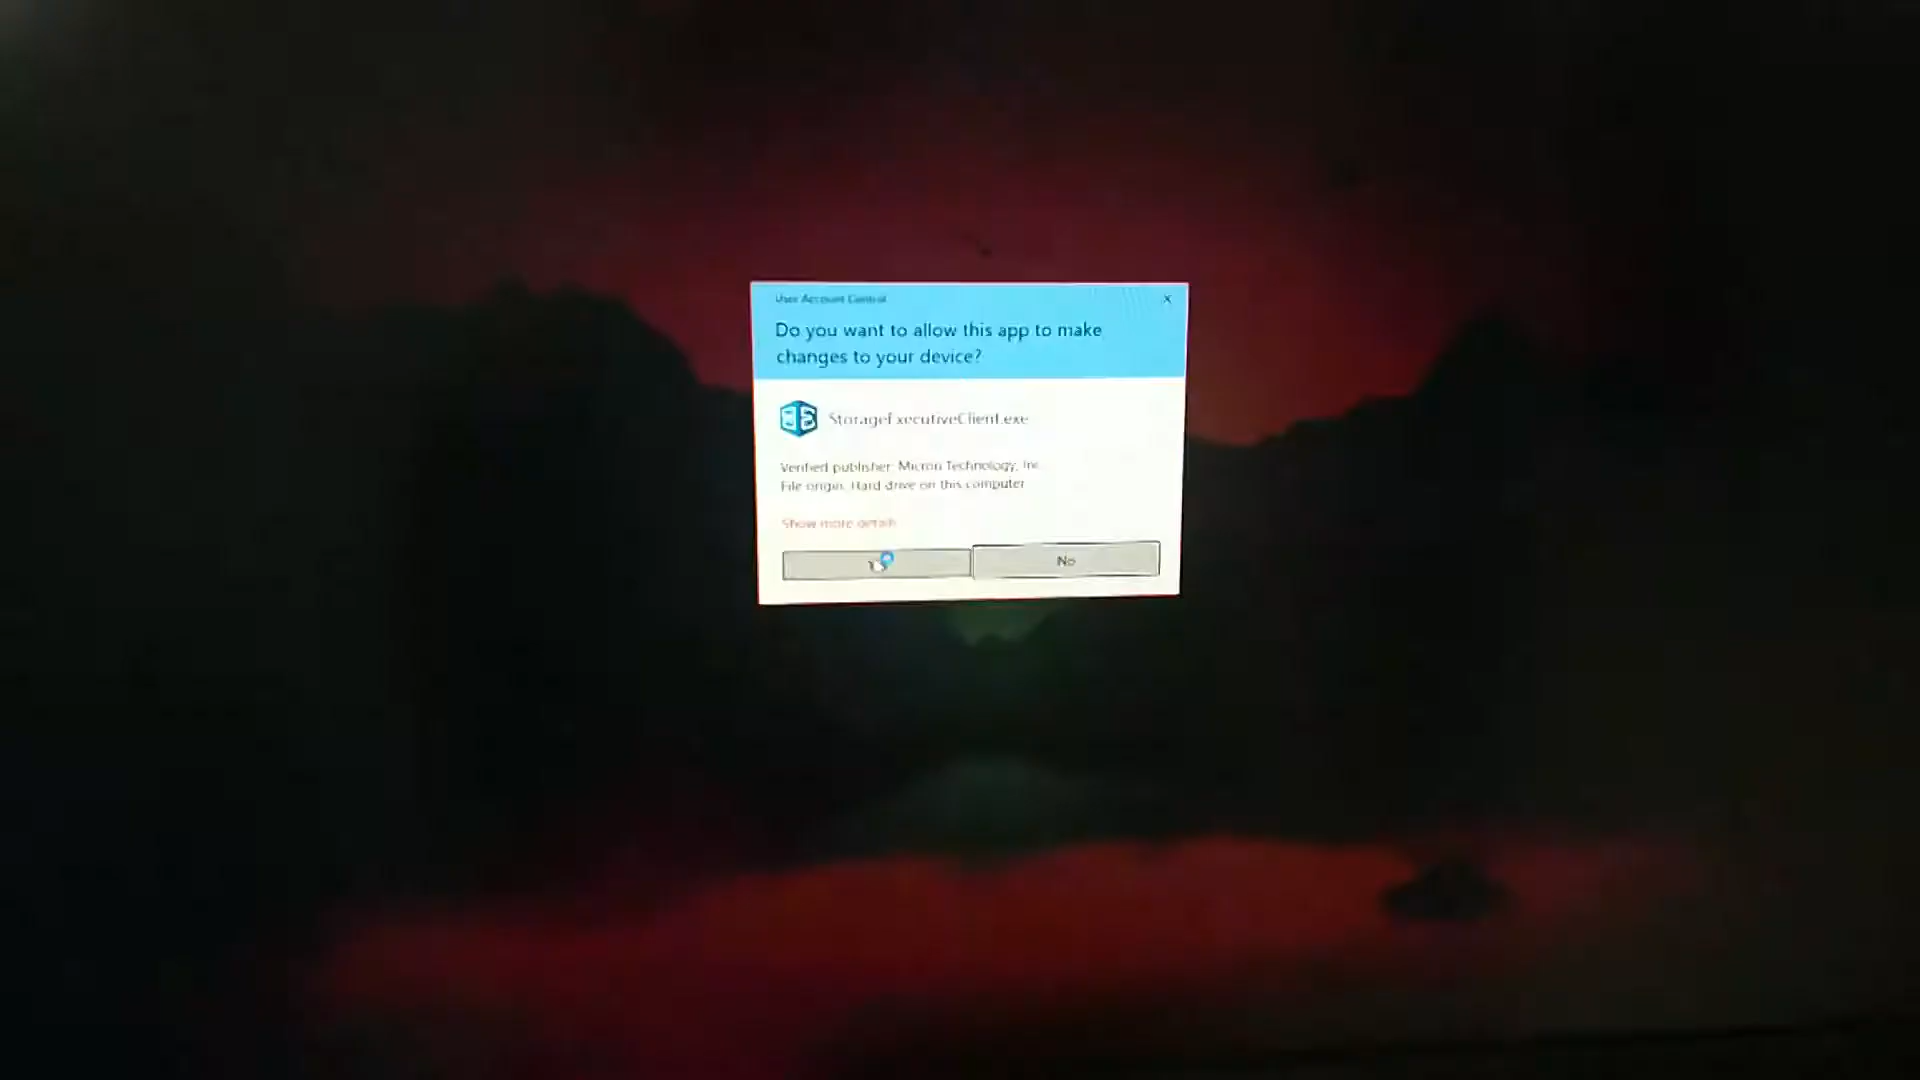 User Account Control
x
Do you want to allow this app to make
changes to your device?
StorageExecutiveClient.exe
Verified publisher: Micron Technology, Inc.
File origin: Hard drive on this computer
Show more details
No